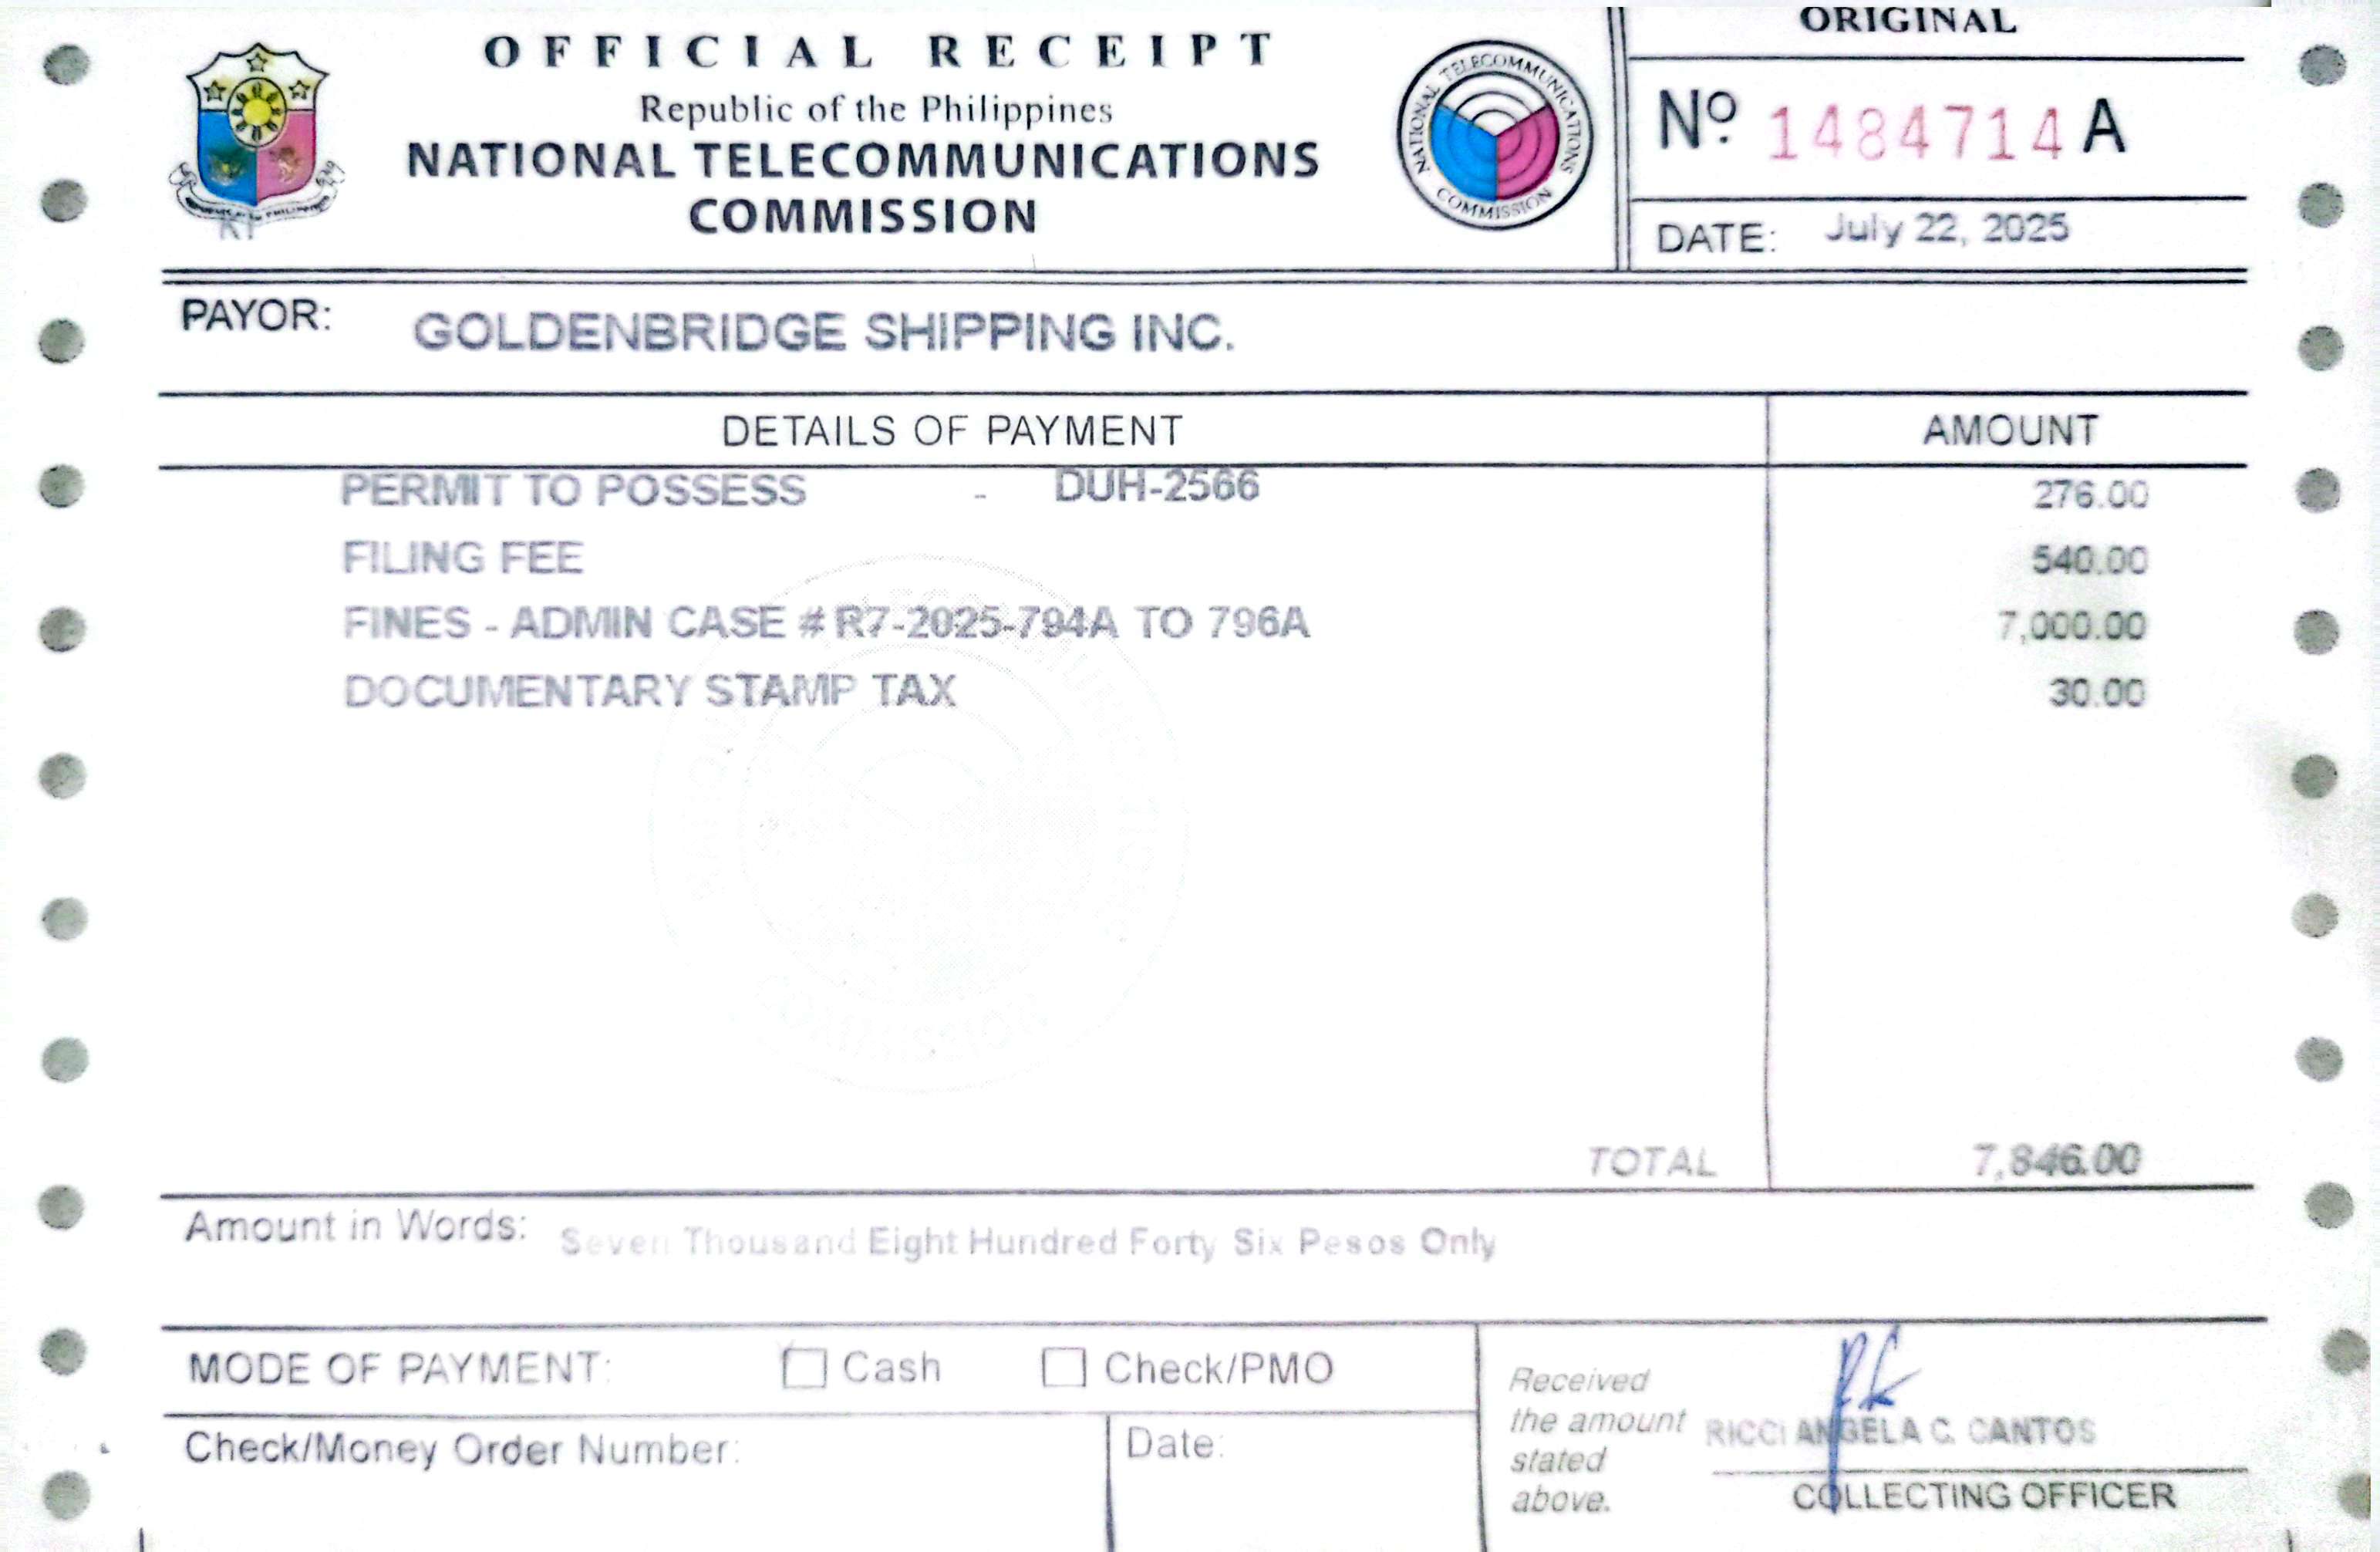 ORIGINAL
OFFICIAL RECEIPT
Republic of the Philippines
NATIONAL TELECOMMUNICATIONS
COMMISSION
NATIONAL TELECOMMUNICATIONS COMMISSION
Nº 1484714 A
DATE: July 22, 2025
PAYOR: GOLDENBRIDGE SHIPPING INC.
DETAILS OF PAYMENT AMOUNT
PERMIT TO POSSESS - DUH-2566 276.00
FILING FEE 540.00
FINES - ADMIN CASE # R7-2025-794A TO 796A 7,000.00
DOCUMENTARY STAMP TAX 30.00
TOTAL 7,846.00
Amount in Words: Seven Thousand Eight Hundred Forty Six Pesos Only
MODE OF PAYMENT: Cash Check/PMO
Check/Money Order Number: Date:
Received
the amount
stated
above.
RICCI ANGELA C. CANTOS
COLLECTING OFFICER